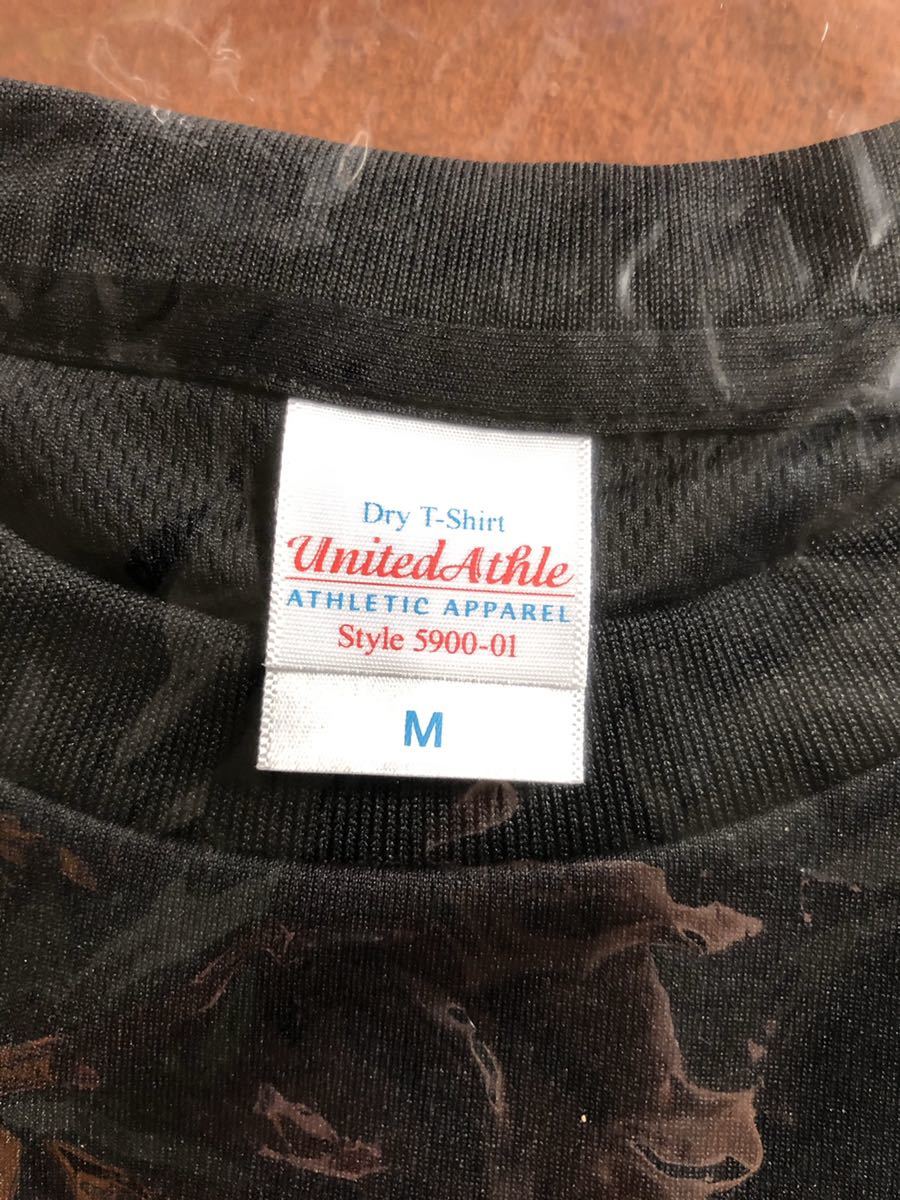 Dry T-Shirt
UnitedAthle
ATHLETIC APPAREL
Style 5900-01
M